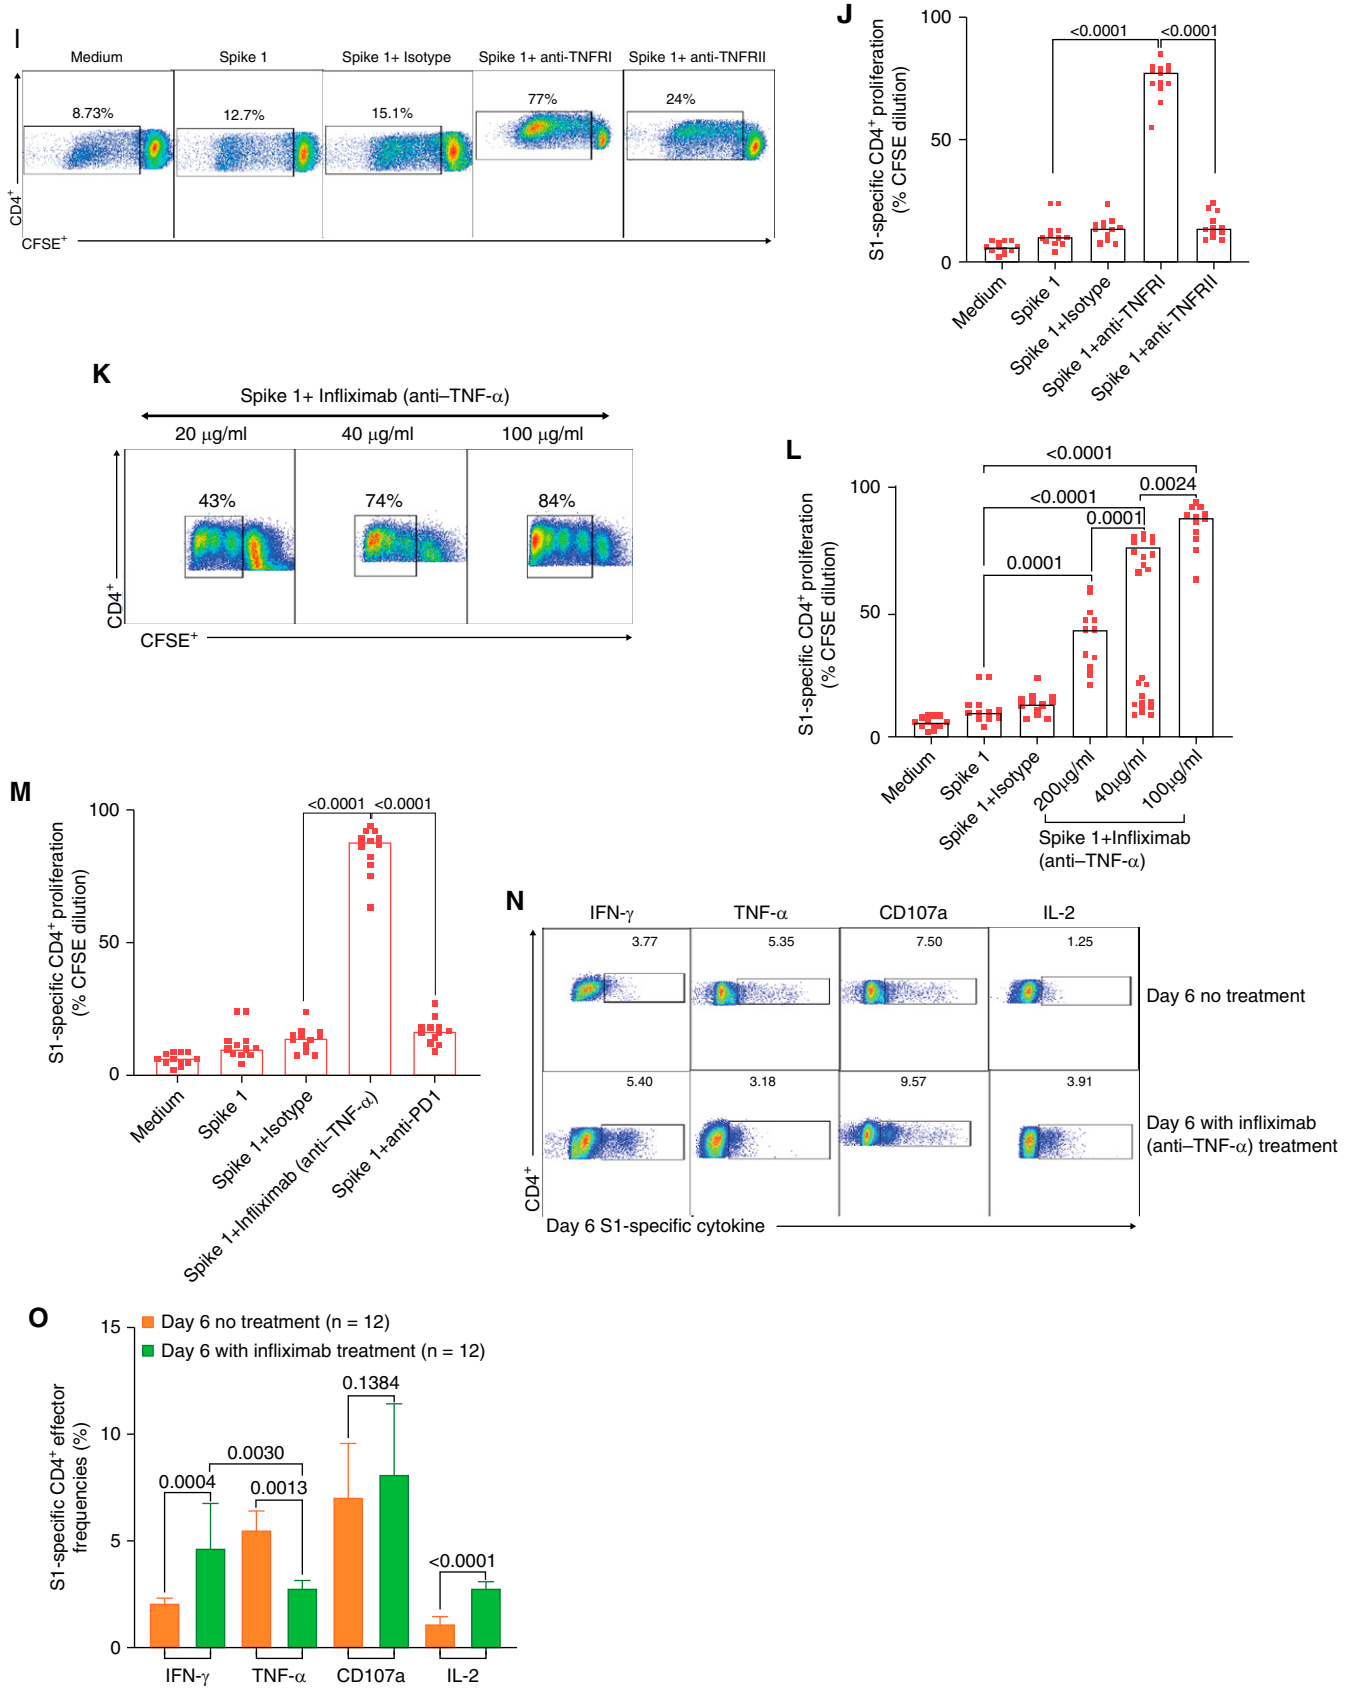 I
Medium
Spike 1
Spike 1+ Isotype
Spike 1+ anti-TNFRI
Spike 1+ anti-TNFRII
8.73%
12.7%
15.1%
77%
24%
CD4+
CFSE+
J
S1-specific CD4+ proliferation
(% CFSE dilution)
100
50
0
<0.0001
<0.0001
Medium
Spike 1
Spike 1+Isotype
Spike 1+anti-TNFRI
Spike 1+anti-TNFRII
K
Spike 1+ Infliximab (anti–TNF-α)
20 μg/ml
40 μg/ml
100 μg/ml
43%
74%
84%
CD4+
CFSE+
L
S1-specific CD4+ proliferation
(% CFSE dilution)
100
50
0
<0.0001
0.0024
<0.0001
0.0001
0.0001
Medium
Spike 1
Spike 1+Isotype
200μg/ml
40μg/ml
100μg/ml
Spike 1+Infliximab
(anti–TNF-α)
M
S1-specific CD4+ proliferation
(% CFSE dilution)
100
50
0
<0.0001
<0.0001
Medium
Spike 1
Spike 1+Isotype
Spike 1+Infliximab (anti–TNF-α)
Spike 1+anti-PD1
N
IFN-γ
TNF-α
CD107a
IL-2
3.77
5.35
7.50
1.25
Day 6 no treatment
5.40
3.18
9.57
3.91
Day 6 with infliximab
(anti–TNF-α) treatment
CD4+
Day 6 S1-specific cytokine
O
Day 6 no treatment (n = 12)
Day 6 with infliximab treatment (n = 12)
S1-specific CD4+ effector
frequencies (%)
15
10
5
0
0.0004
0.0030
0.0013
0.1384
<0.0001
IFN-γ
TNF-α
CD107a
IL-2